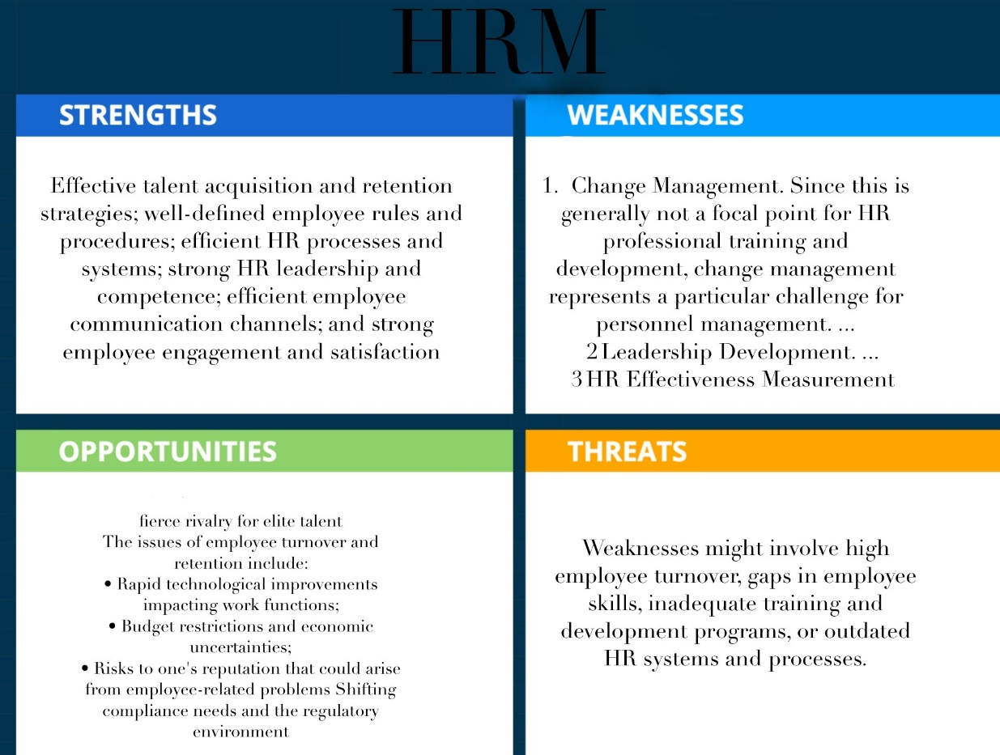 HRM
STRENGTHS
Effective talent acquisition and retention
strategies; well-defined employee rules and
procedures; efficient HR processes and
systems; strong HR leadership and
competence; efficient employee
communication channels; and strong
employee engagement and satisfaction
WEAKNESSES
1. Change Management. Since this is
generally not a focal point for HR
professional training and
development, change management
represents a particular challenge for
personnel management. ...
2 Leadership Development. ...
3 HR Effectiveness Measurement
OPPORTUNITIES
fierce rivalry for elite talent
The issues of employee turnover and
retention include:
• Rapid technological improvements
impacting work functions;
• Budget restrictions and economic
uncertainties;
• Risks to one's reputation that could arise
from employee-related problems Shifting
compliance needs and the regulatory
environment
THREATS
Weaknesses might involve high
employee turnover, gaps in employee
skills, inadequate training and
development programs, or outdated
HR systems and processes.